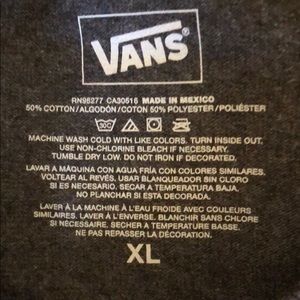 VANS
RN96277 CA30516 MADE IN MEXICO
50% COTTON/ALGODÓN/COTON 50% POLYESTER/POLIÉSTER
30C
MACHINE WASH COLD WITH LIKE COLORS. TURN INSIDE OUT.
USE NON-CHLORINE BLEACH IF NECESSARY.
TUMBLE DRY LOW. DO NOT IRON IF DECORATED.
LAVAR A MÁQUINA CON AGUA FRÍA CON COLORES SIMILARES.
VOLTEAR AL REVÉS. USAR BLANQUEADOR SIN CLORO
SI ES NECESARIO. SECAR A TEMPERATURA BAJA.
NO PLANCHAR SI ESTA DECORADA.
LAVER À LA MACHINE À L'EAU FROIDE AVEC COULEURS
SIMILAIRES. LAVER À L'ENVERSE. BLANCHIR SANS CHLORE
SI NÉCESSAIRE. SECHER A TEMPERATURE BASSE.
NE PAS REPASSER LA DÉCORATION.
XL